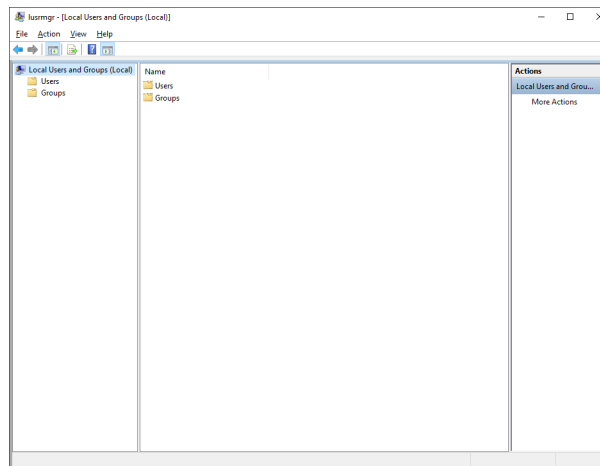 lusrmgr - [Local Users and Groups (Local)]
File Action View Help
Local Users and Groups (Local)
Users
Groups
Name
Users
Groups
Actions
Local Users and Grou...
More Actions